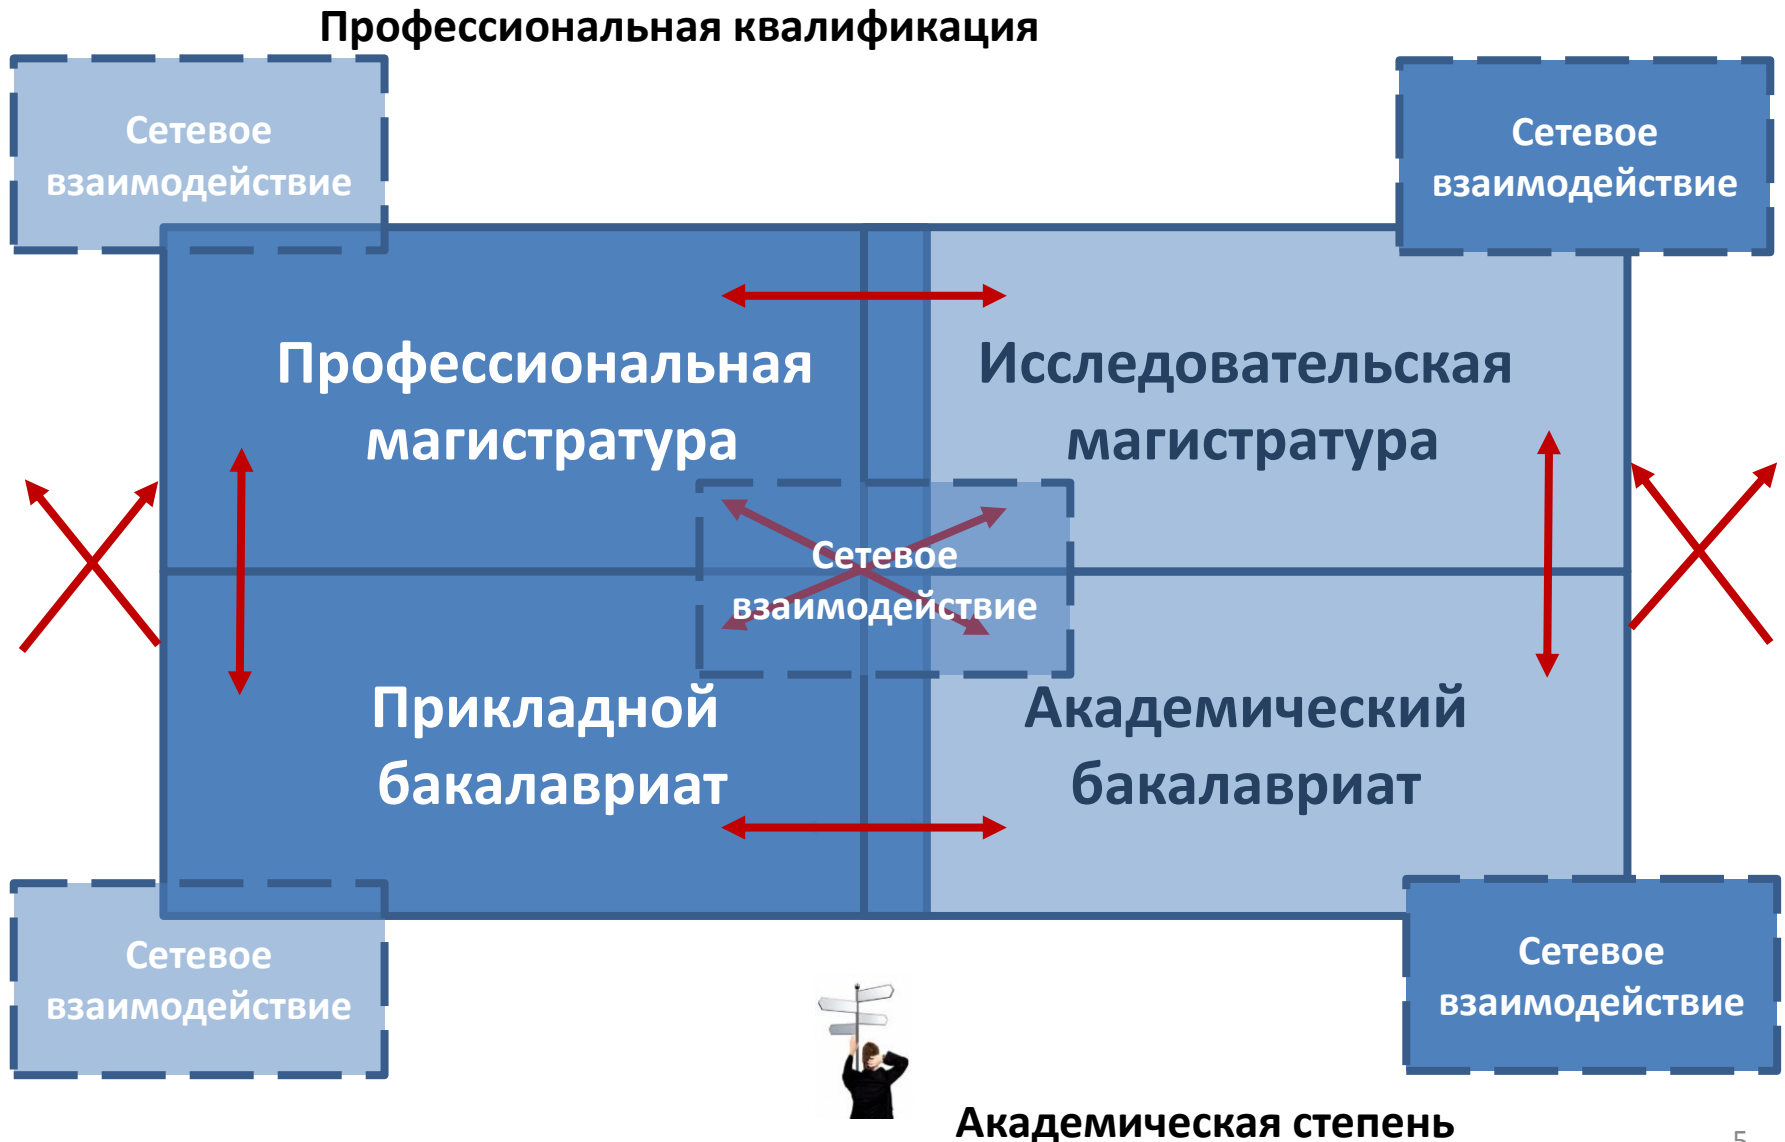 Профессиональная квалификация
Сетевое
взаимодействие
Сетевое
взаимодействие
Профессиональная
магистратура
Исследовательская
магистратура
Сетевое
взаимодействие
Прикладной
бакалавриат
Академический
бакалавриат
Сетевое
взаимодействие
Сетевое
взаимодействие
Академическая степень
5